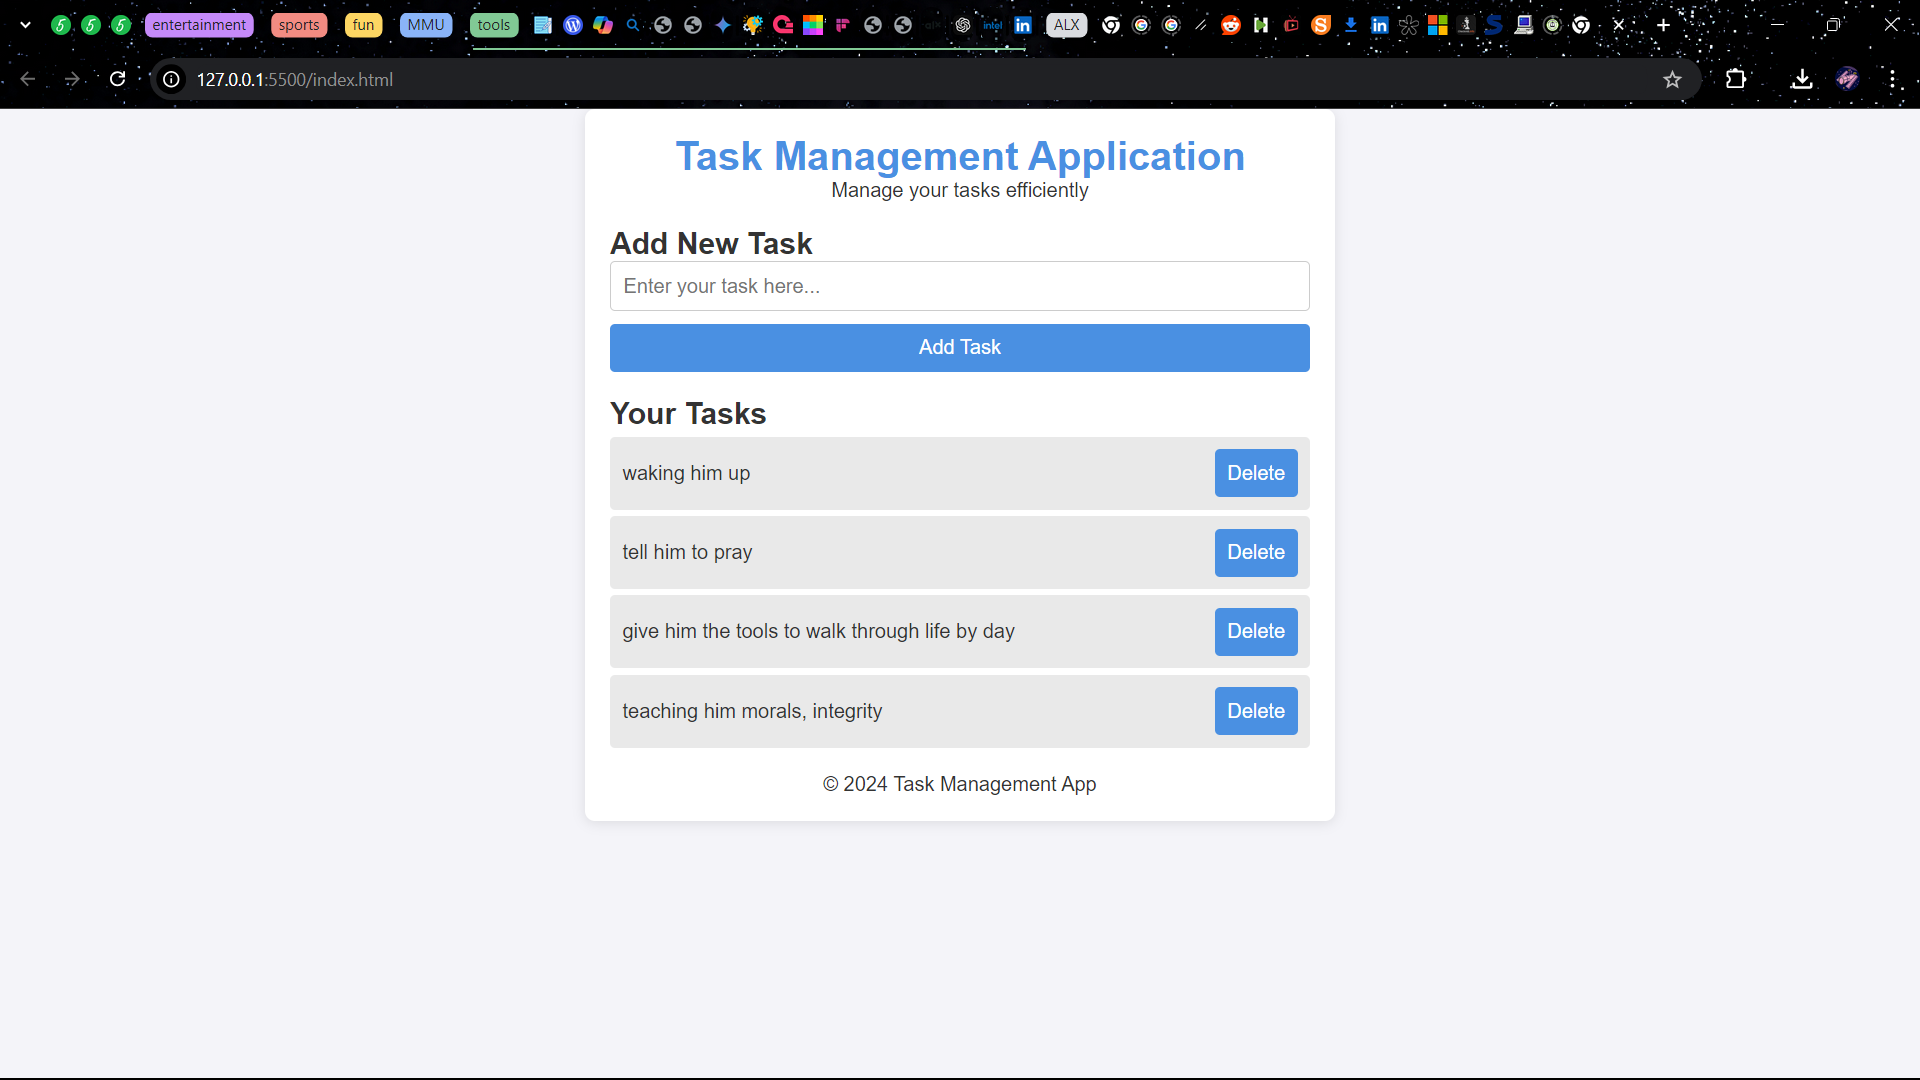 entertainment sports fun MMU tools intel ALX
127.0.0.1:5500/index.html
Task Management Application
Manage your tasks efficiently
Add New Task
Enter your task here...
Add Task
Your Tasks
waking him up Delete
tell him to pray Delete
give him the tools to walk through life by day Delete
teaching him morals, integrity Delete
© 2024 Task Management App